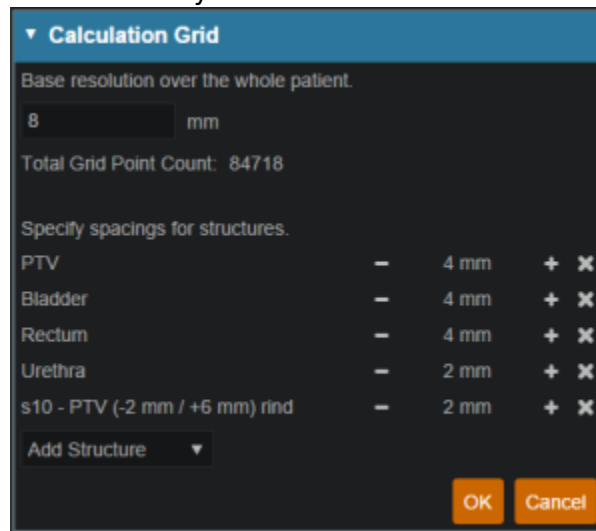 Calculation Grid
Base resolution over the whole patient.
8 mm
Total Grid Point Count: 84718
Specify spacings for structures.
PTV - 4 mm + ×
Bladder - 4 mm + ×
Rectum - 4 mm + ×
Urethra - 2 mm + ×
s10 - PTV (-2 mm / +6 mm) rind - 2 mm + ×
Add Structure
OK Cancel